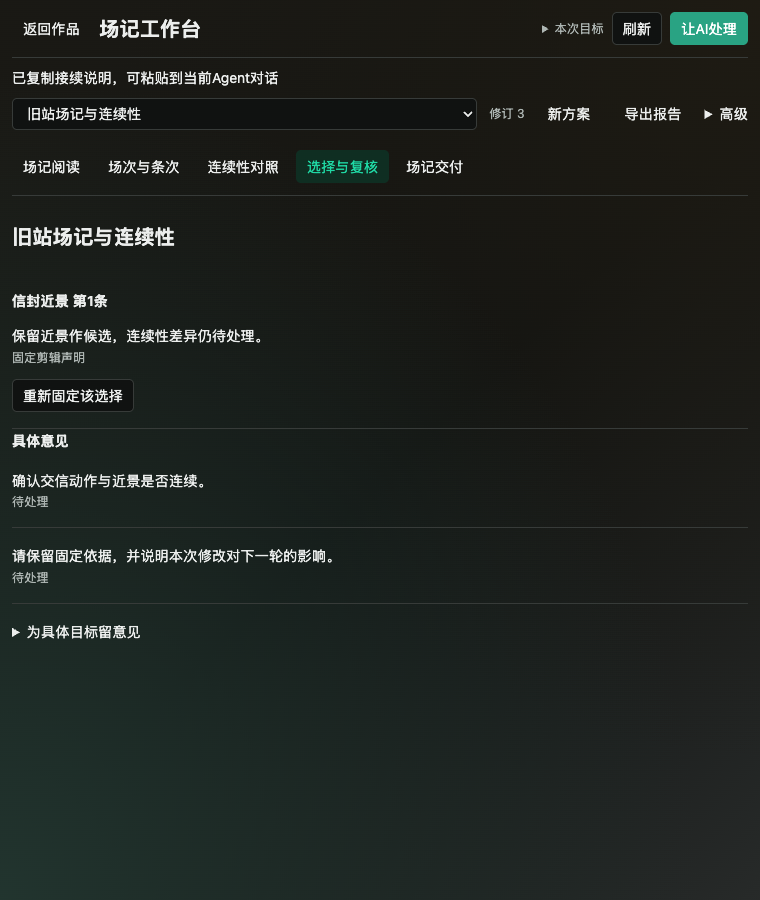 返回作品 场记工作台 ▶ 本次目标 刷新 让AI处理
已复制接续说明，可粘贴到当前Agent对话
旧站场记与连续性 修订 3 新方案 导出报告 ▶ 高级
场记阅读 场次与条次 连续性对照 选择与复核 场记交付
旧站场记与连续性
信封近景 第1条
保留近景作候选，连续性差异仍待处理。
固定剪辑声明
重新固定该选择
具体意见
确认交信动作与近景是否连续。
待处理
请保留固定依据，并说明本次修改对下一轮的影响。
待处理
▶ 为具体目标留意见